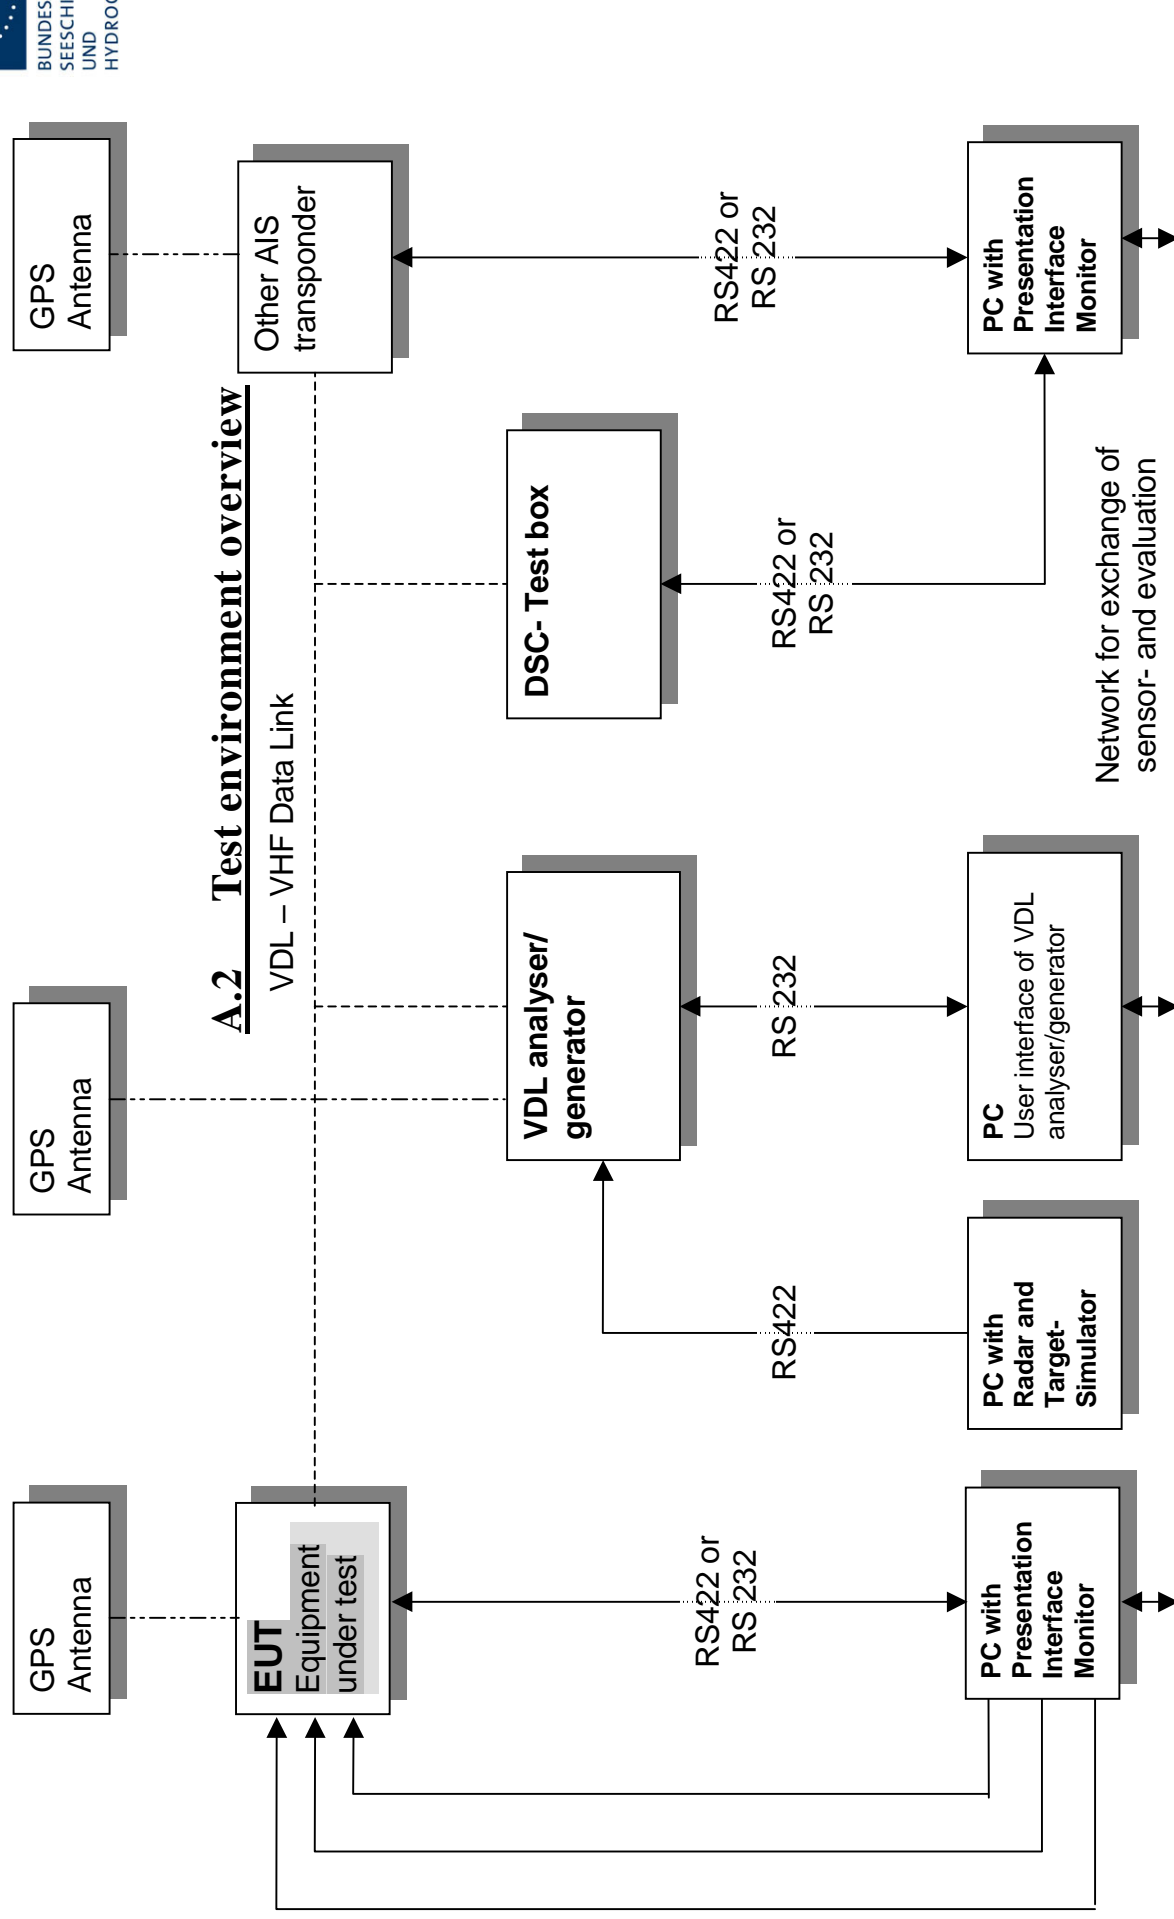 BUNDES
SEESCHI
UND
HYDROG
A.2 Test environment overview
GPS
Antenna
GPS
Antenna
GPS
Antenna
VDL – VHF Data Link
EUT
Equipment
under test
Other AIS
transponder
VDL analyser/
generator
DSC- Test box
RS422 or
RS 232
RS422
RS 232
RS422 or
RS 232
RS422 or
RS 232
PC with
Presentation
Interface
Monitor
PC with
Radar and
Target-
Simulator
PC
User interface of VDL
analyser/generator
PC with
Presentation
Interface
Monitor
Network for exchange of
sensor- and evaluation